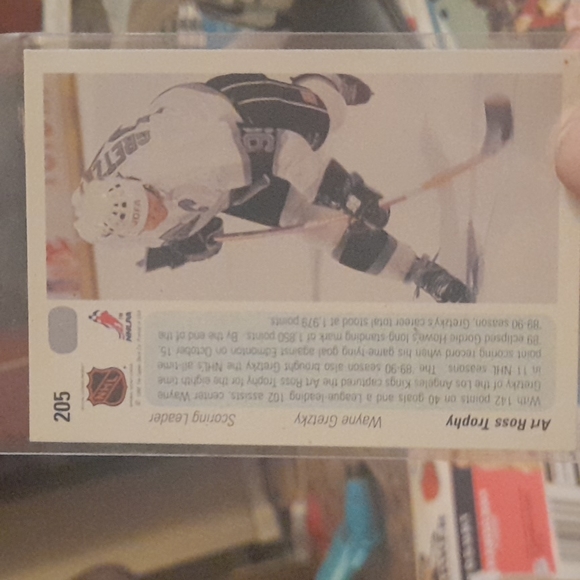 Art Ross Trophy Wayne Gretzky Scoring Leader
205
With 142 points on 40 goals and a League-leading 102 assists, center Wayne
Gretzky of the Los Angeles Kings captured the Art Ross Trophy for the eighth time
in 11 NHL seasons. The '89-90 season also brought Gretzky the NHL's all-time
point scoring record when his game-tying goal against Edmonton on October 15,
'89 eclipsed Gordie Howe's long-standing mark of 1,850 points. By the end of the
'89-90 season, Gretzky's career total stood at 1,979 points.
NHL
NHLPA
GRETZ
JOFA